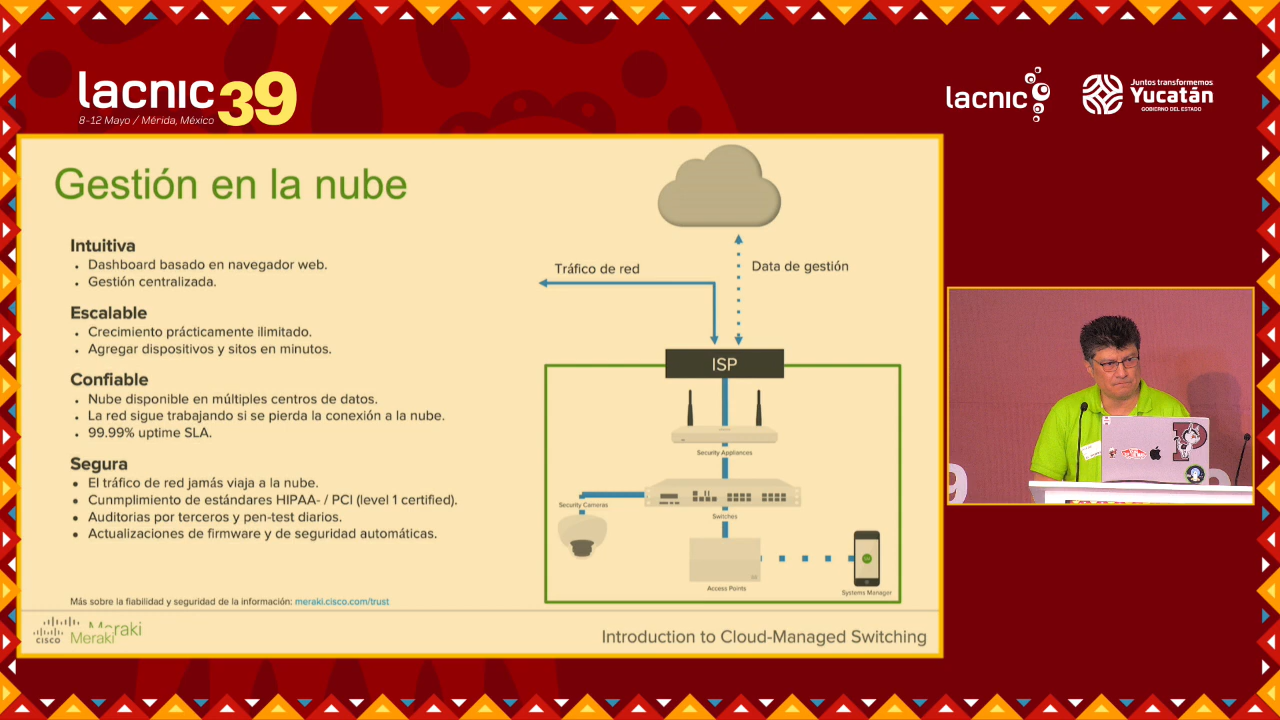 lacnic39
8-12 Mayo / Mérida, México
lacnic
Juntos transformemos
Yucatán
GOBIERNO DEL ESTADO
Gestión en la nube
Intuitiva
• Dashboard basado en navegador web.
• Gestión centralizada.
Escalable
• Crecimiento prácticamente ilimitado.
• Agregar dispositivos y sitos en minutos.
Confiable
• Nube disponible en múltiples centros de datos.
• La red sigue trabajando si se pierda la conexión a la nube.
• 99.99% uptime SLA.
Segura
• El tráfico de red jamás viaja a la nube.
• Cunmplimiento de estándares HIPAA- / PCI (level 1 certified).
• Auditorias por terceros y pen-test diarios.
• Actualizaciones de firmware y de seguridad automáticas.
Más sobre la fiabilidad y seguridad de la información: meraki.cisco.com/trust
Tráfico de red
Data de gestión
ISP
Security Appliances
Security Cameras
Switches
Access Points
Systems Manager
cisco Meraki
Meraki
Introduction to Cloud-Managed Switching
9
P